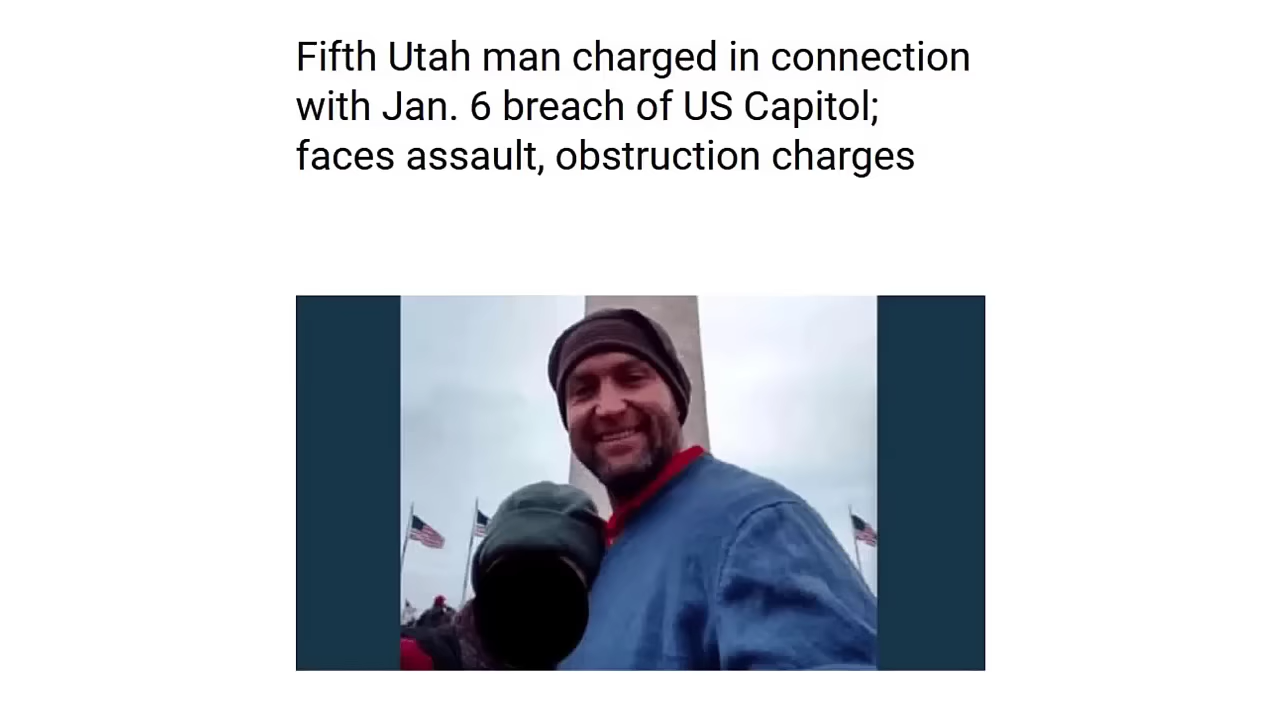 Fifth Utah man charged in connection
with Jan. 6 breach of US Capitol;
faces assault, obstruction charges